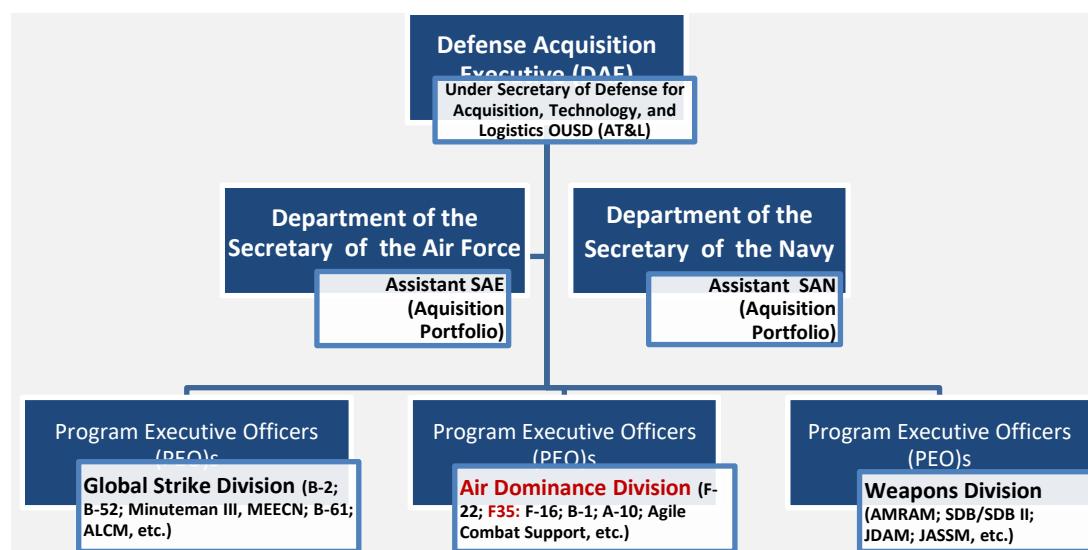 Defense Acquisition
Executive (DAE)
Under Secretary of Defense for
Acquisition, Technology, and
Logistics OUSD (AT&L)
Department of the
Secretary of the Air Force
Assistant SAE
(Aquisition
Portfolio)
Department of the
Secretary of the Navy
Assistant SAN
(Aquisition
Portfolio)
Program Executive Officers
(PEO)s
Global Strike Division (B-2;
B-52; Minuteman III, MEECN; B-61;
ALCM, etc.)
Program Executive Officers
(PEO)s
Air Dominance Division (F-
22; F35: F-16; B-1; A-10; Agile
Combat Support, etc.)
Program Executive Officers
(PEO)s
Weapons Division
(AMRAM; SDB/SDB II;
JDAM; JASSM, etc.)